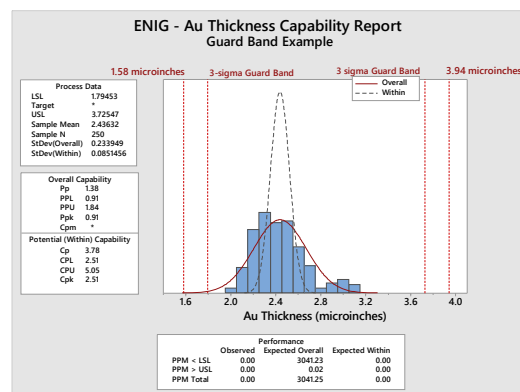 ENIG - Au Thickness Capability Report
Guard Band Example
1.58 microinches
3-sigma Guard Band
3 sigma Guard Band
3.94 microinches
Overall
Within
Process Data
LSL 1.79453
Target *
USL 3.72547
Sample Mean 2.43632
Sample N 250
StDev(Overall) 0.233949
StDev(Within) 0.0851456
Overall Capability
Pp 1.38
PPL 0.91
PPU 1.84
Ppk 0.91
Cpm *
Potential (Within) Capability
Cp 3.78
CPL 2.51
CPU 5.05
Cpk 2.51
1.6 2.0 2.4 2.8 3.2 3.6 4.0
Au Thickness (microinches)
Performance
Observed Expected Overall Expected Within
PPM < LSL 0.00 3041.23 0.00
PPM > USL 0.00 0.02 0.00
PPM Total 0.00 3041.25 0.00